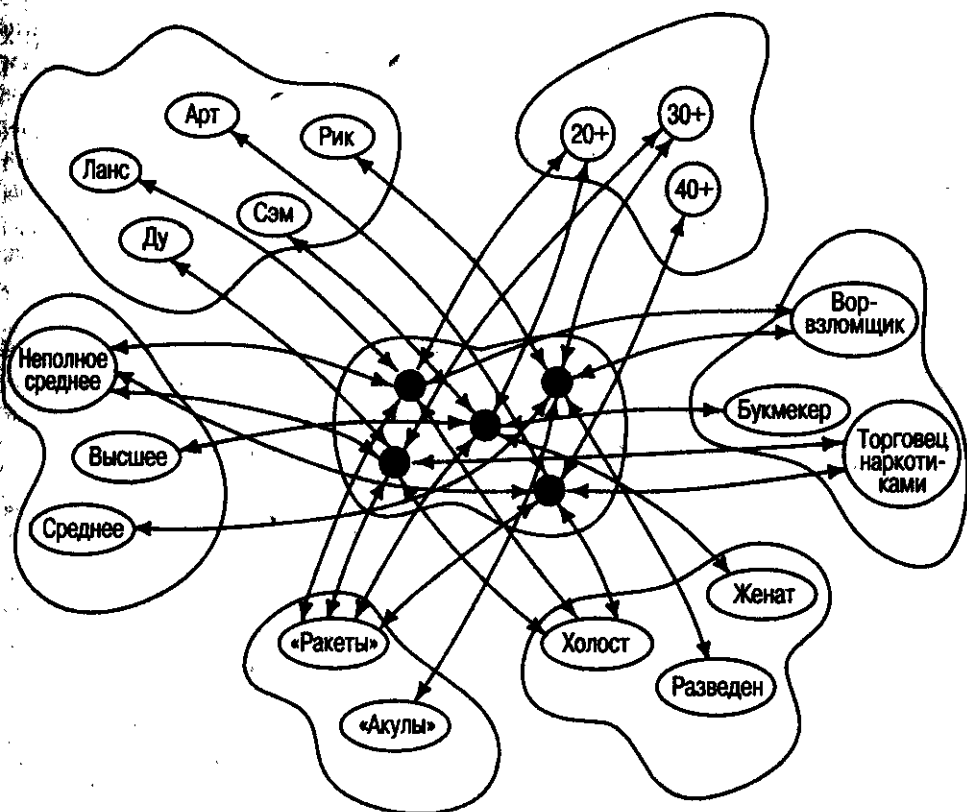 Арт
Рик
Ланс
Сэм
Ду
20+
30+
40+
Вор-
взломщик
Букмекер
Торговец
наркоти-
ками
Неполное
среднее
Высшее
Среднее
«Ракеты»
«Акулы»
Женат
Холост
Разведен